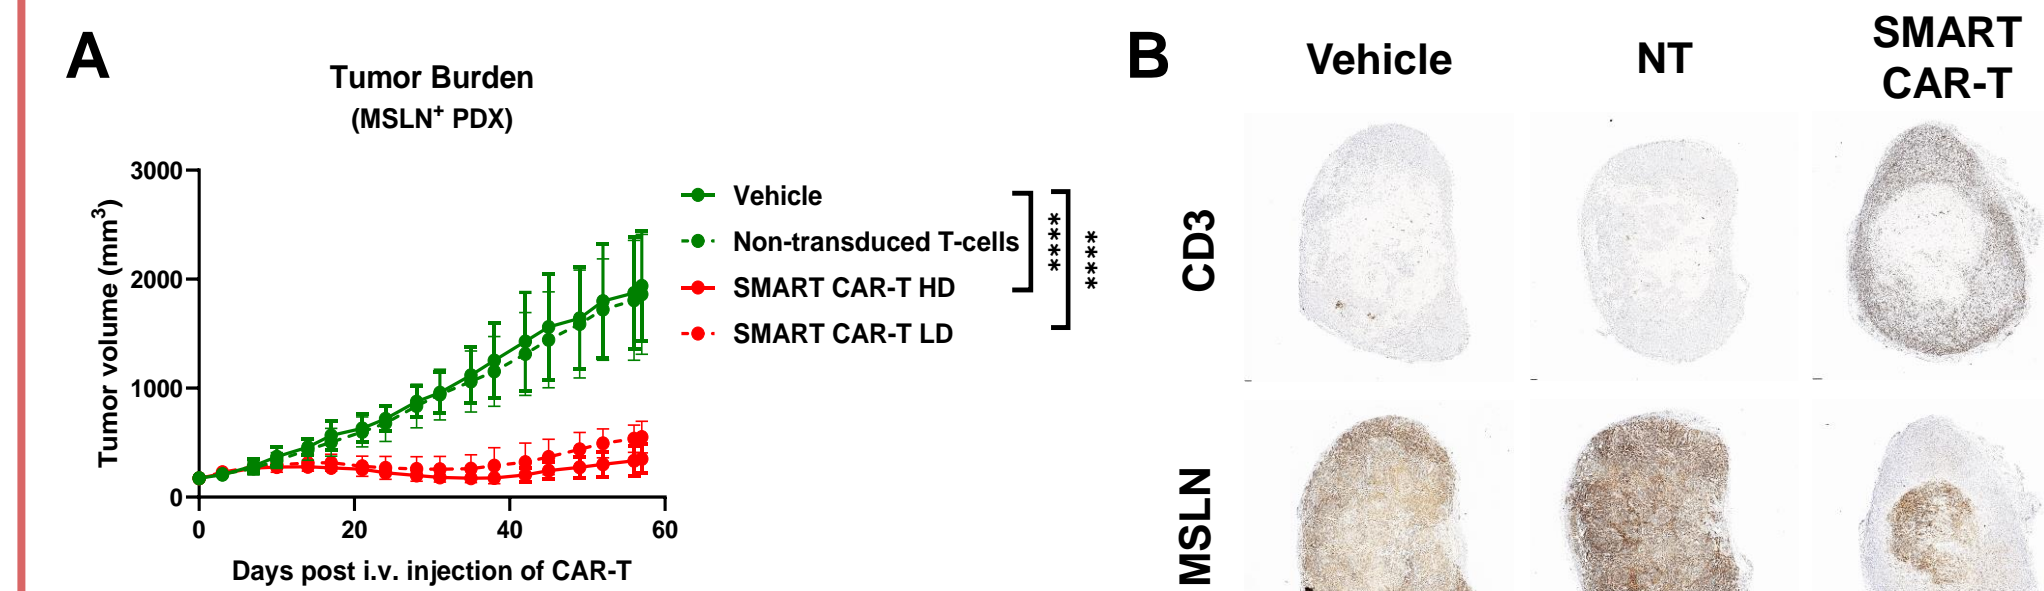 A
Tumor Burden
(MSLN+ PDX)
3000
2000
1000
0
Tumor volume (mm3)
0 20 40 60
Days post i.v. injection of CAR-T
Vehicle
Non-transduced T-cells
SMART CAR-T HD
SMART CAR-T LD
****
****
B
Vehicle
NT
SMART
CAR-T
CD3
MSLN